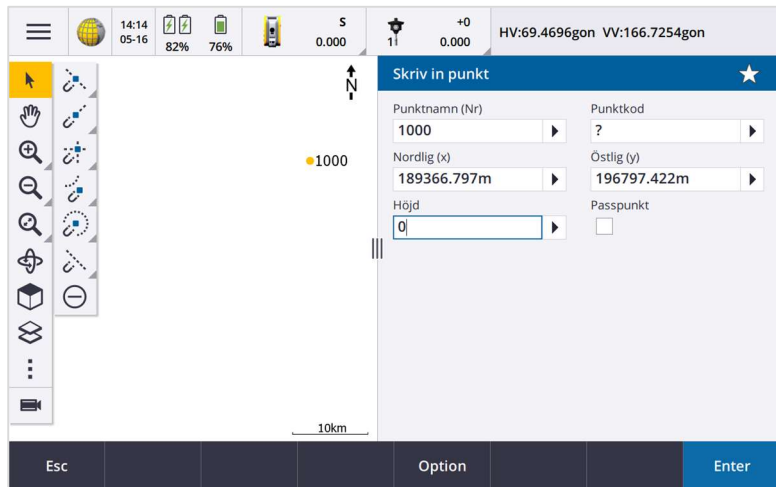 14:14
05-16
82%
76%
S
0.000
+0
1
0.000
HV:69.4696gon VV:166.7254gon
N
1000
10km
Skriv in punkt
Punktnamn (Nr)
Punktkod
1000
?
Nordlig (x)
Östlig (y)
189366.797m
196797.422m
Höjd
Passpunkt
0
Esc
Option
Enter